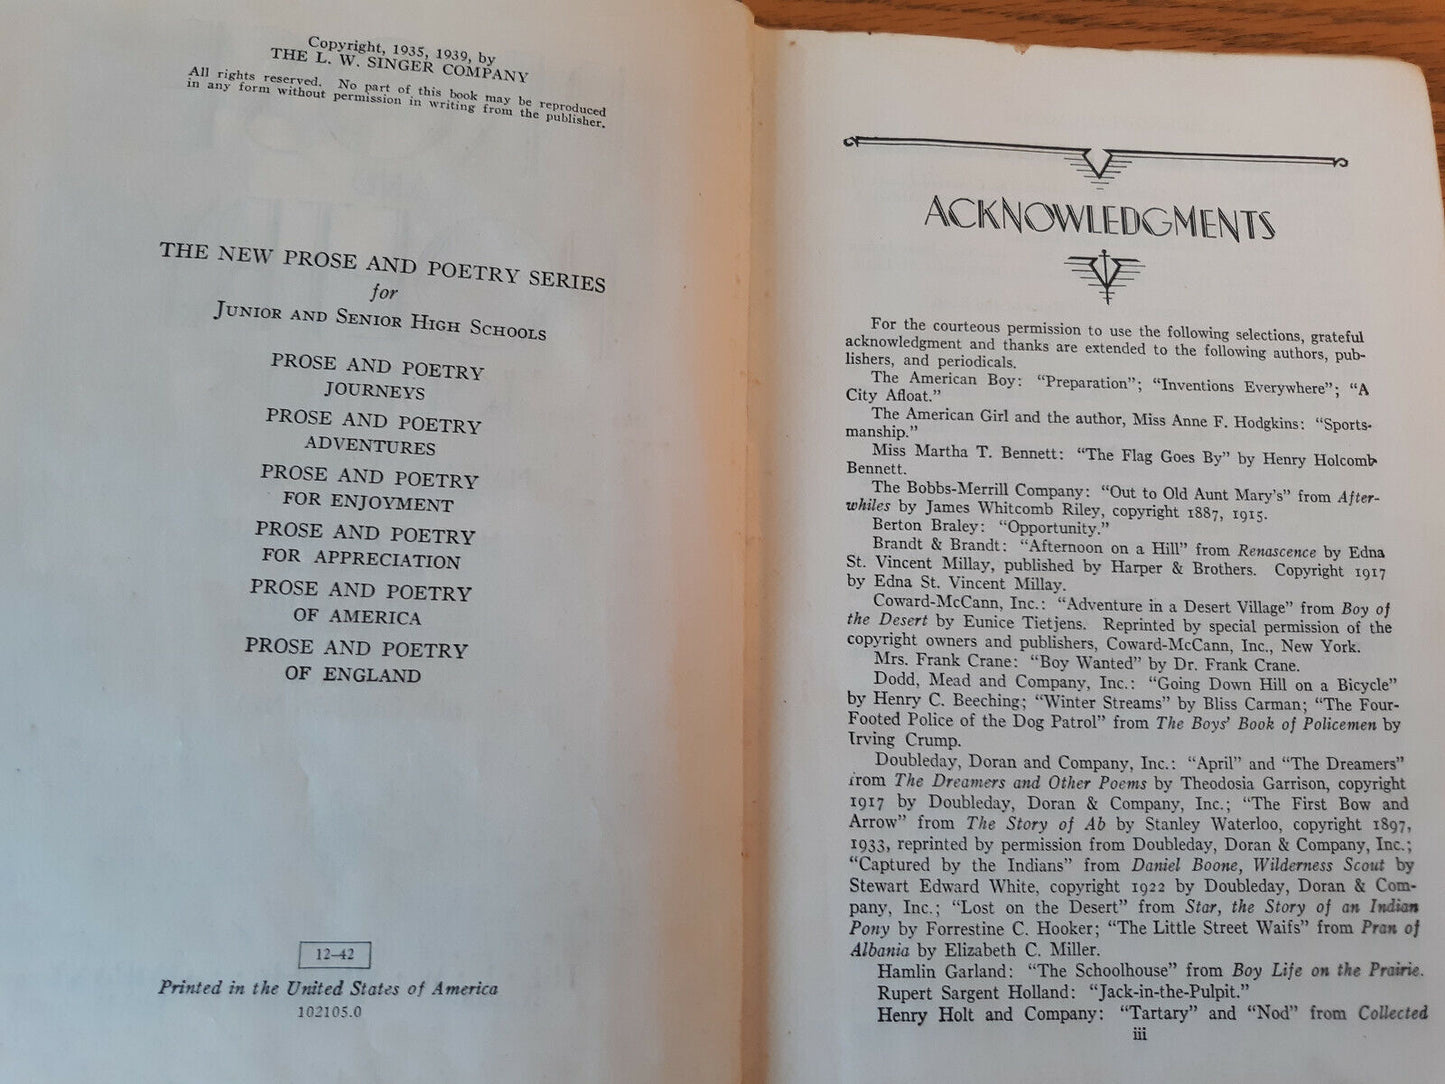 Copyright, 1935, 1939, by
THE L. W. SINGER COMPANY
All rights reserved. No part of this book may be reproduced
in any form without permission in writing from the publisher.
THE NEW PROSE AND POETRY SERIES
for
JUNIOR AND SENIOR HIGH SCHOOLS
PROSE AND POETRY
JOURNEYS
PROSE AND POETRY
ADVENTURES
PROSE AND POETRY
FOR ENJOYMENT
PROSE AND POETRY
FOR APPRECIATION
PROSE AND POETRY
OF AMERICA
PROSE AND POETRY
OF ENGLAND
12–42
Printed in the United States of America
102105.0
ACKNOWLEDGMENTS
For the courteous permission to use the following selections, grateful
acknowledgment and thanks are extended to the following authors, pub-
lishers, and periodicals.
The American Boy: “Preparation”; “Inventions Everywhere”; “A
City Afloat.”
The American Girl and the author, Miss Anne F. Hodgkins: “Sports-
manship.”
Miss Martha T. Bennett: “The Flag Goes By” by Henry Holcomb
Bennett.
The Bobbs-Merrill Company: “Out to Old Aunt Mary’s” from After-
whiles by James Whitcomb Riley, copyright 1887, 1915.
Berton Braley: “Opportunity.”
Brandt & Brandt: “Afternoon on a Hill” from Renascence by Edna
St. Vincent Millay, published by Harper & Brothers. Copyright 1917
by Edna St. Vincent Millay.
Coward-McCann, Inc.: “Adventure in a Desert Village” from Boy of
the Desert by Eunice Tietjens. Reprinted by special permission of the
copyright owners and publishers, Coward-McCann, Inc., New York.
Mrs. Frank Crane: “Boy Wanted” by Dr. Frank Crane.
Dodd, Mead and Company, Inc.: “Going Down Hill on a Bicycle”
by Henry C. Beeching; “Winter Streams” by Bliss Carman; “The Four-
Footed Police of the Dog Patrol” from The Boys’ Book of Policemen by
Irving Crump.
Doubleday, Doran and Company, Inc.: “April” and “The Dreamers”
from The Dreamers and Other Poems by Theodosia Garrison, copyright
1917 by Doubleday, Doran & Company, Inc.; “The First Bow and
Arrow” from The Story of Ab by Stanley Waterloo, copyright 1897,
1933, reprinted by permission from Doubleday, Doran & Company, Inc.;
“Captured by the Indians” from Daniel Boone, Wilderness Scout by
Stewart Edward White, copyright 1922 by Doubleday, Doran & Com-
pany, Inc.; “Lost on the Desert” from Star, the Story of an Indian
Pony by Forrestine C. Hooker; “The Little Street Waifs” from Pran of
Albania by Elizabeth C. Miller.
Hamlin Garland: “The Schoolhouse” from Boy Life on the Prairie.
Rupert Sargent Holland: “Jack-in-the-Pulpit.”
Henry Holt and Company: “Tartary” and “Nod” from Collected
iii